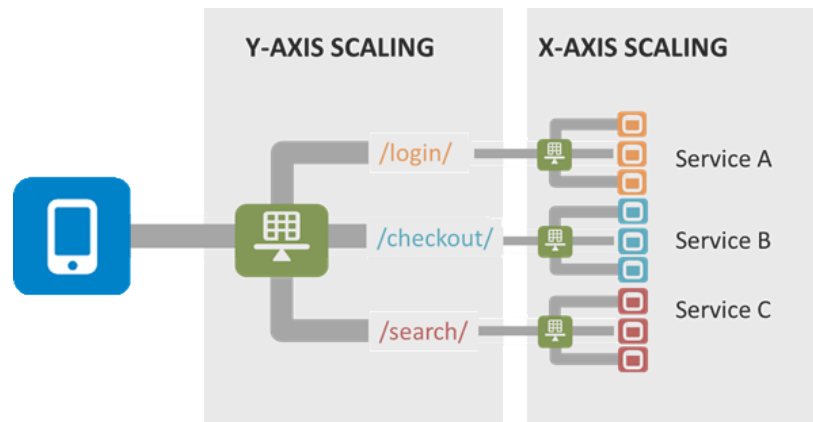 Y-AXIS SCALING
X-AXIS SCALING
/login/
Service A
/checkout/
Service B
/search/
Service C